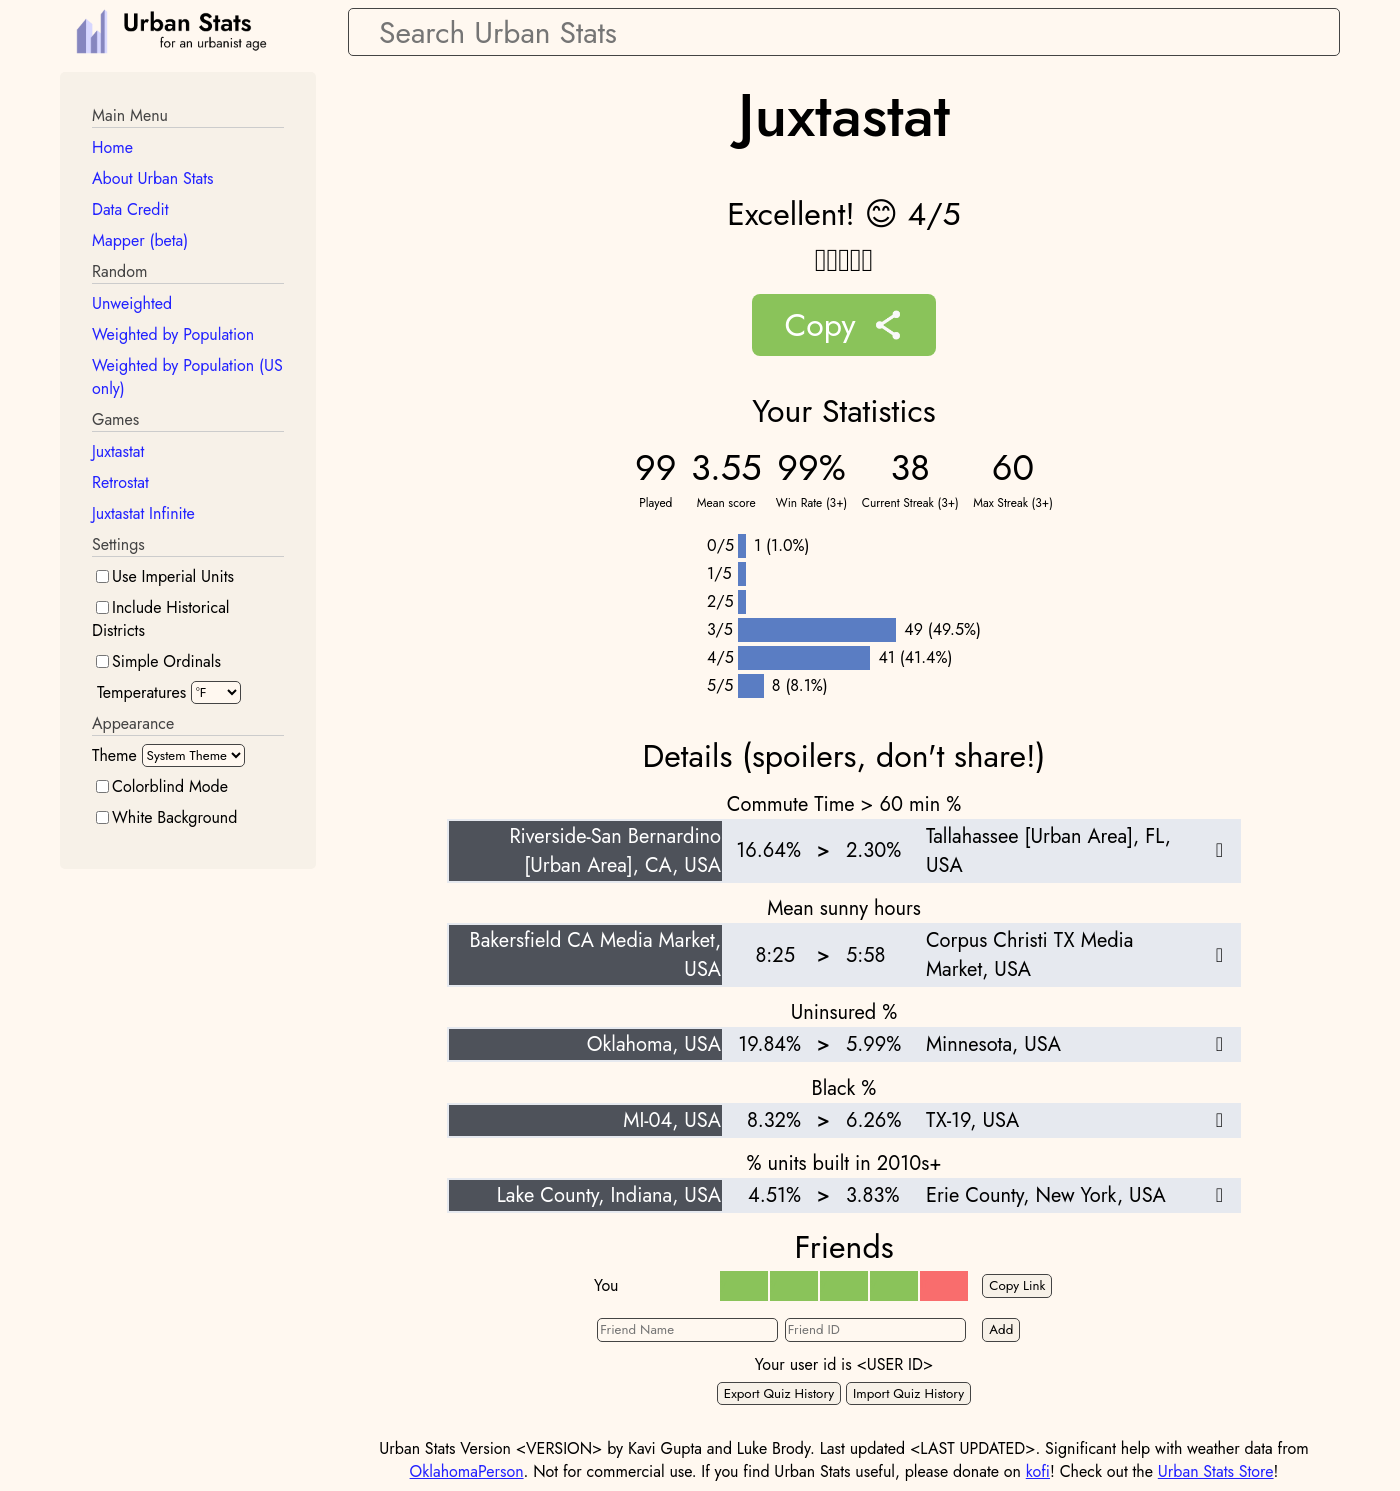 Urban Stats
for an urbanist age
Search Urban Stats
Main Menu
Home
About Urban Stats
Data Credit
Mapper (beta)
Random
Unweighted
Weighted by Population
Weighted by Population (US
only)
Games
Juxtastat
Retrostat
Juxtastat Infinite
Settings
Use Imperial Units
Include Historical
Districts
Simple Ordinals
Temperatures °F
Appearance
Theme System Theme
Colorblind Mode
White Background
Juxtastat
Excellent! 😊 4/5
Copy
Your Statistics
99 3.55 99% 38 60
Played Mean score Win Rate (3+) Current Streak (3+) Max Streak (3+)
0/5 1 (1.0%)
1/5
2/5
3/5 49 (49.5%)
4/5 41 (41.4%)
5/5 8 (8.1%)
Details (spoilers, don't share!)
Commute Time > 60 min %
Riverside-San Bernardino
[Urban Area], CA, USA
16.64% > 2.30%
Tallahassee [Urban Area], FL,
USA
Mean sunny hours
Bakersfield CA Media Market,
USA
8:25 > 5:58
Corpus Christi TX Media
Market, USA
Uninsured %
Oklahoma, USA 19.84% > 5.99% Minnesota, USA
Black %
MI-04, USA 8.32% > 6.26% TX-19, USA
% units built in 2010s+
Lake County, Indiana, USA 4.51% > 3.83% Erie County, New York, USA
Friends
You Copy Link
Friend Name Friend ID Add
Your user id is <USER ID>
Export Quiz History Import Quiz History
Urban Stats Version <VERSION> by Kavi Gupta and Luke Brody. Last updated <LAST UPDATED>. Significant help with weather data from
OklahomaPerson. Not for commercial use. If you find Urban Stats useful, please donate on kofi! Check out the Urban Stats Store!